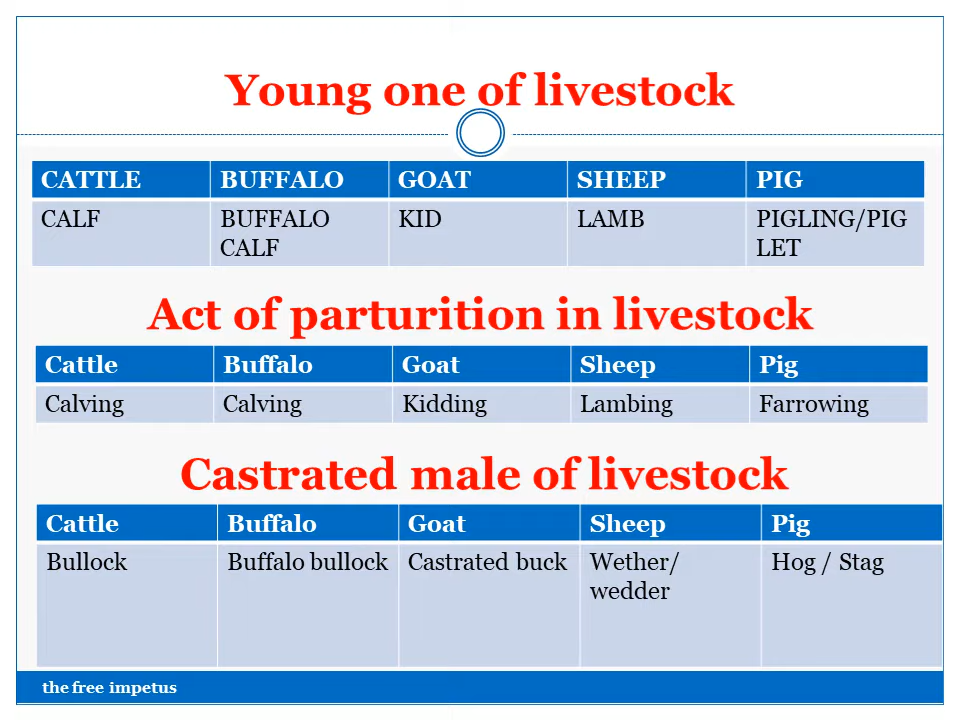 Young one of livestock
CATTLE BUFFALO GOAT SHEEP PIG
CALF BUFFALO KID LAMB PIGLING/PIG
CALF LET
Act of parturition in livestock
Cattle Buffalo Goat Sheep Pig
Calving Calving Kidding Lambing Farrowing
Castrated male of livestock
Cattle Buffalo Goat Sheep Pig
Bullock Buffalo bullock Castrated buck Wether/ Hog / Stag
wedder
the free impetus